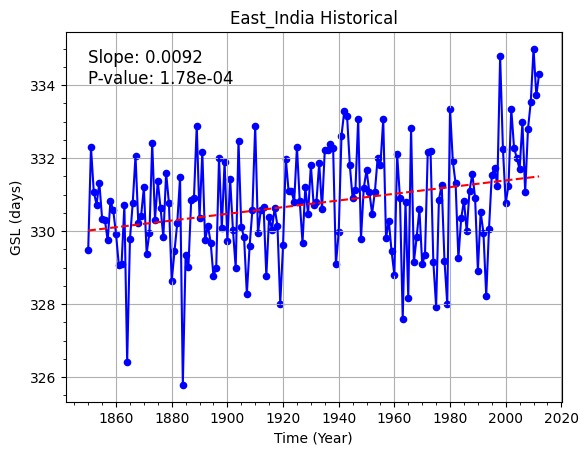 East_India Historical
Slope: 0.0092
P-value: 1.78e-04
334
332
330
328
326
GSL (days)
1860 1880 1900 1920 1940 1960 1980 2000 2020
Time (Year)